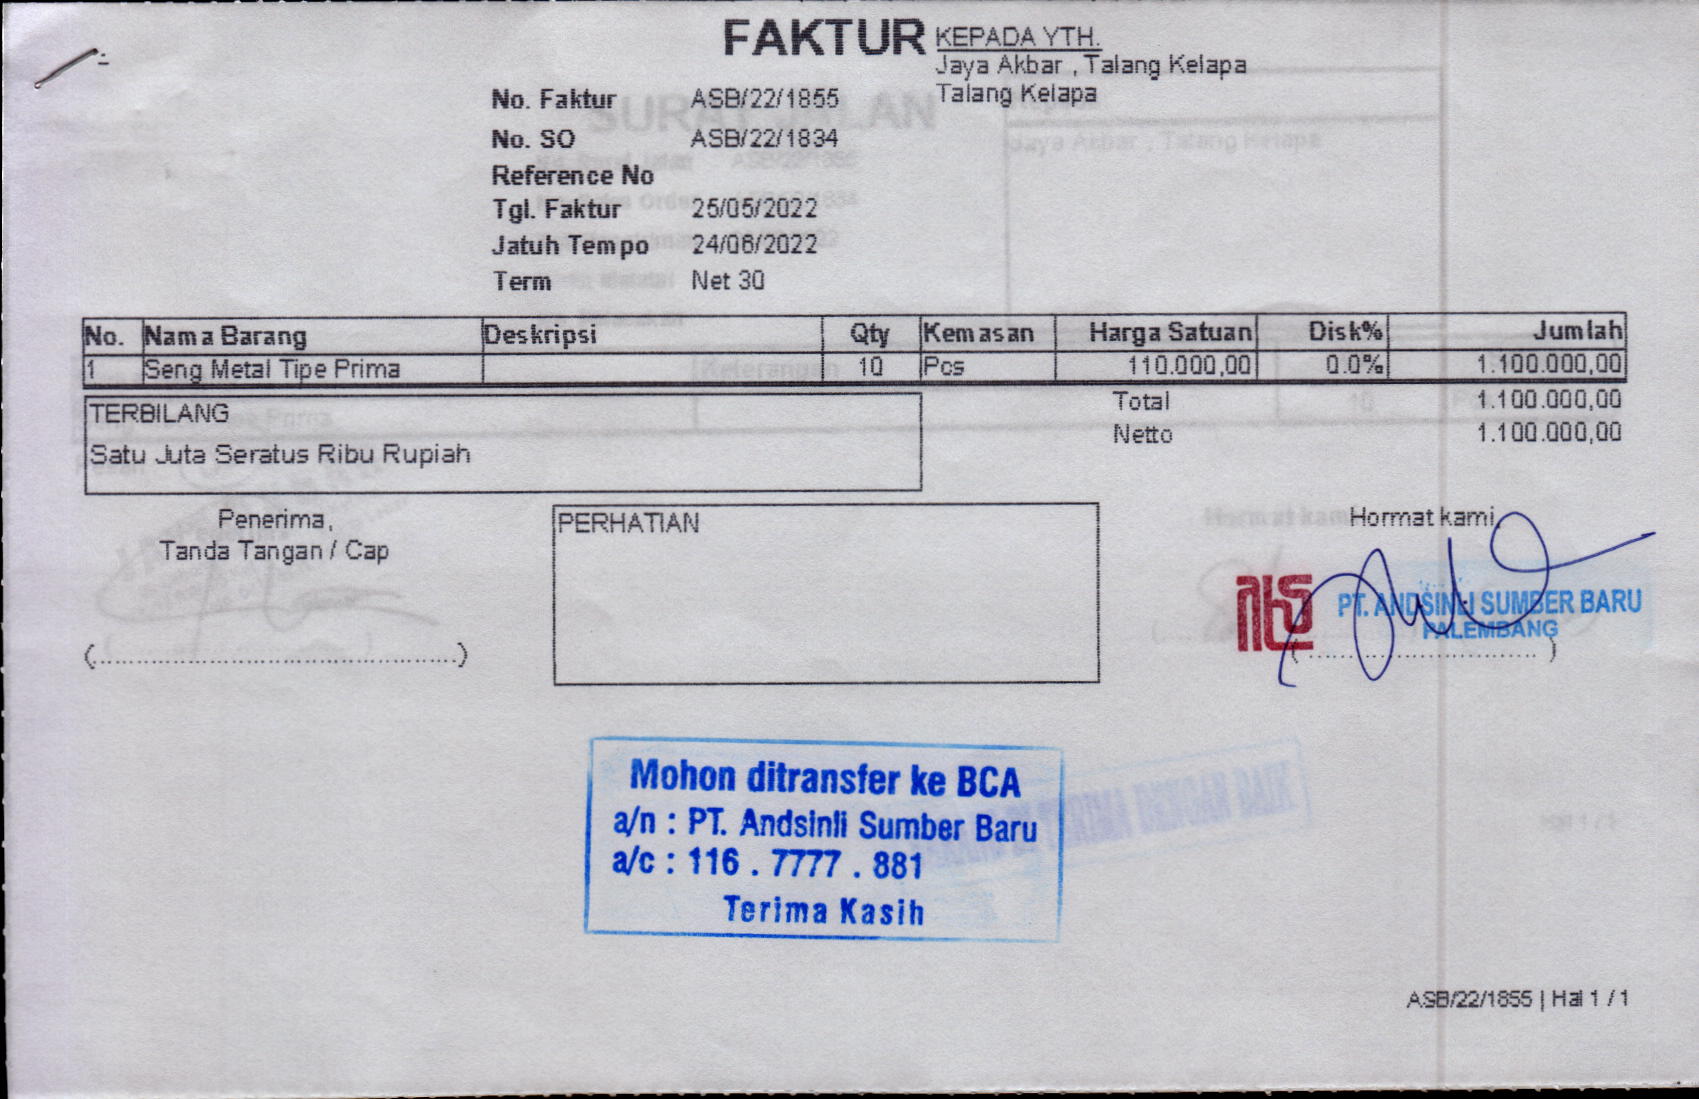 FAKTUR
KEPADA YTH.
Jaya Akbar , Talang Kelapa
Talang Kelapa
No. Faktur ASB/22/1855
No. SO ASB/22/1834
Reference No
Tgl. Faktur 25/05/2022
Jatuh Tempo 24/06/2022
Term Net 30
No. Nama Barang Deskripsi Qty Kemasan Harga Satuan Disk% Jumlah
1 Seng Metal Tipe Prima 10 Pcs 110.000,00 0.0% 1.100.000,00
Total 1.100.000,00
Netto 1.100.000,00
TERBILANG
Satu Juta Seratus Ribu Rupiah
Penerima,
Tanda Tangan / Cap
(............................................)
PERHATIAN
Hormat kami,
PT. ANDSINLI SUMBER BARU
PALEMBANG
( ............................ )
Mohon ditransfer ke BCA
a/n : PT. Andsinli Sumber Baru
a/c : 116 . 7777 . 881
Terima Kasih
ASB/22/1855 | Hal 1 / 1